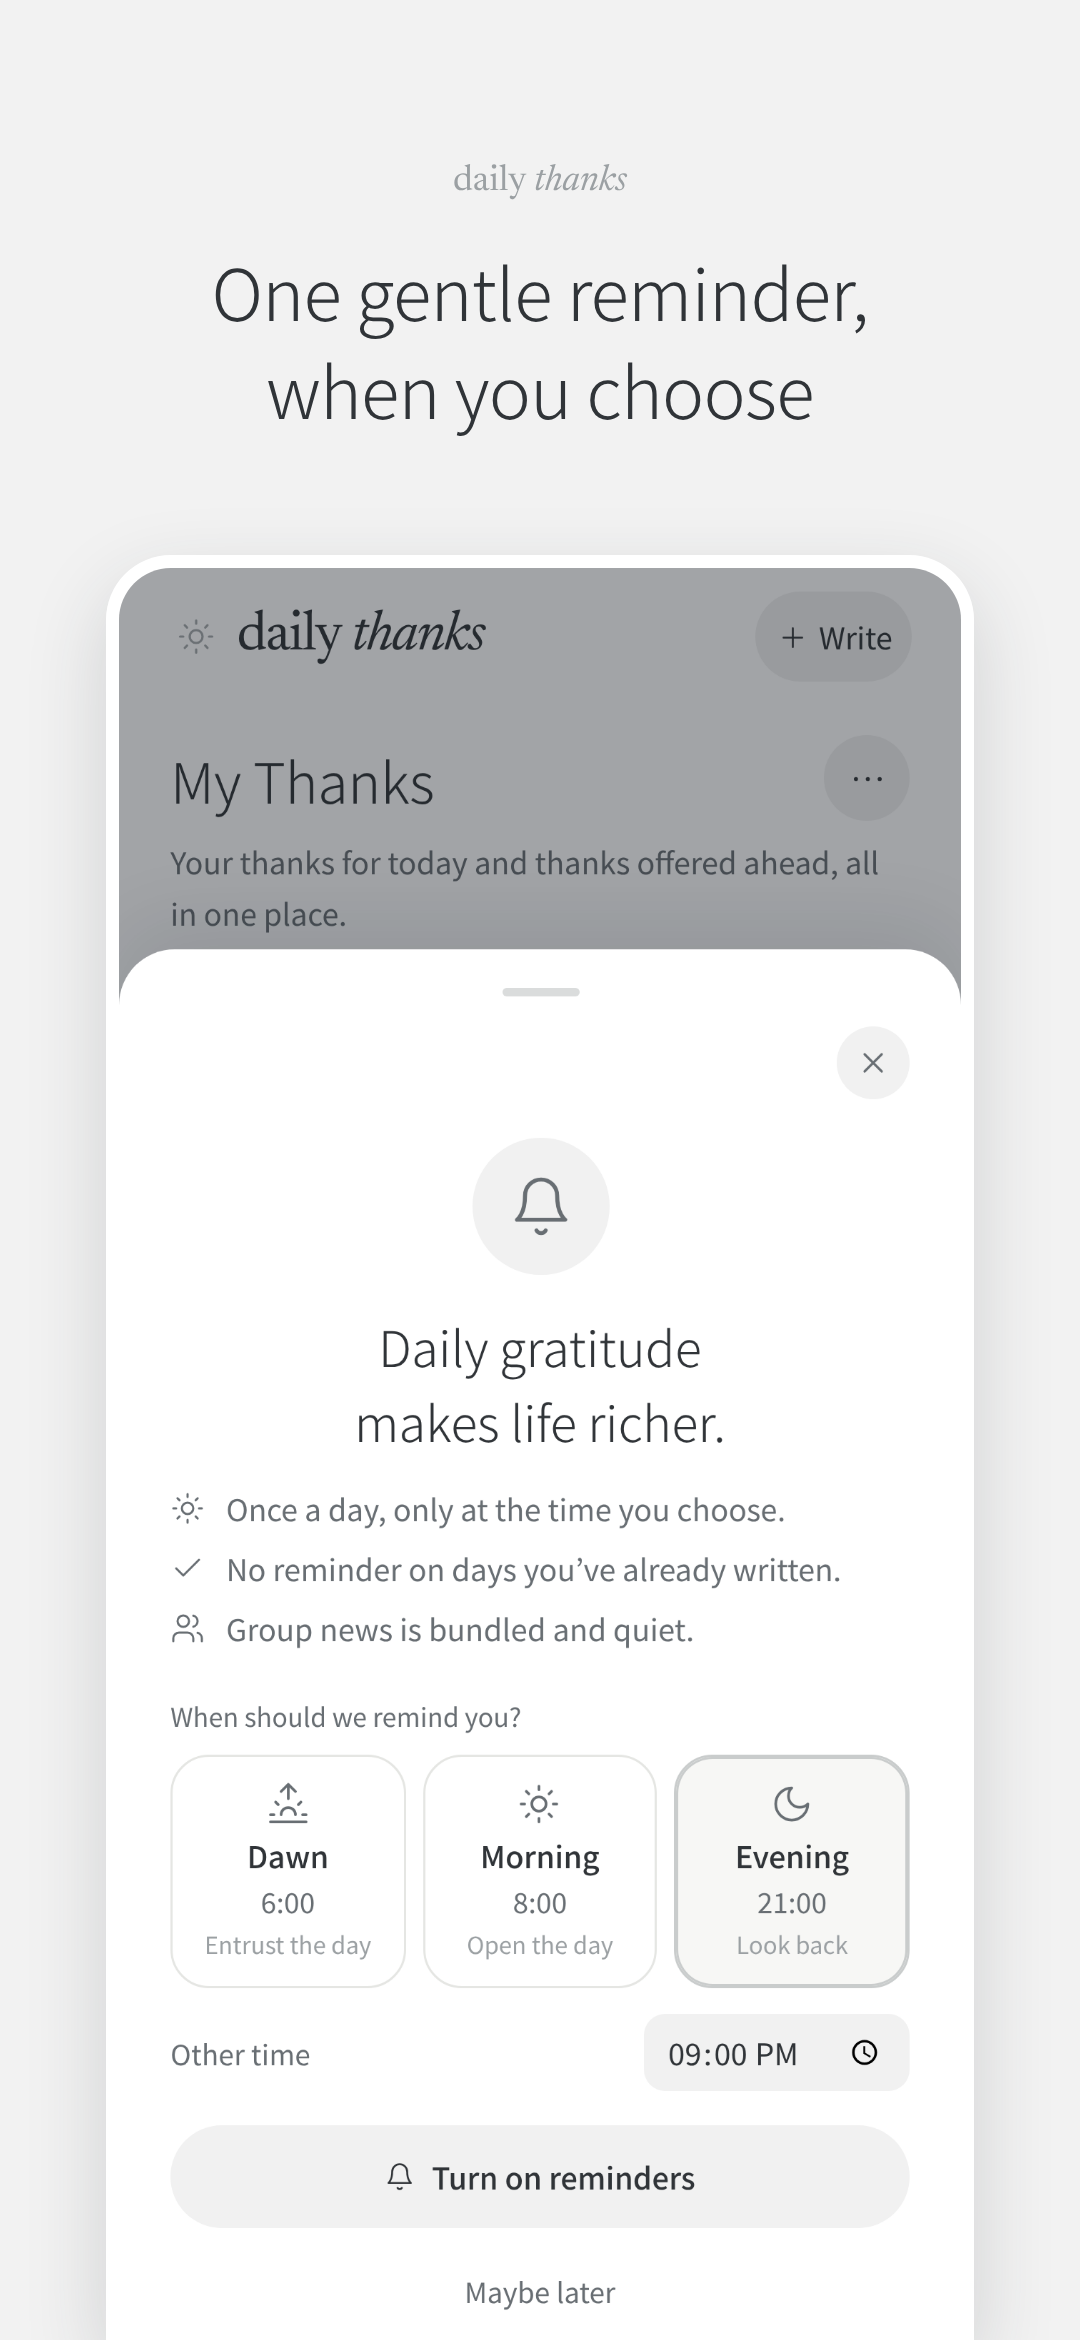 daily thanks
One gentle reminder,
when you choose
daily thanks
+ Write
My Thanks
...
Your thanks for today and thanks offered ahead, all
in one place.
Daily gratitude
makes life richer.
Once a day, only at the time you choose.
No reminder on days you’ve already written.
Group news is bundled and quiet.
When should we remind you?
Dawn
6:00
Entrust the day
Morning
8:00
Open the day
Evening
21:00
Look back
Other time
09:00 PM
Turn on reminders
Maybe later